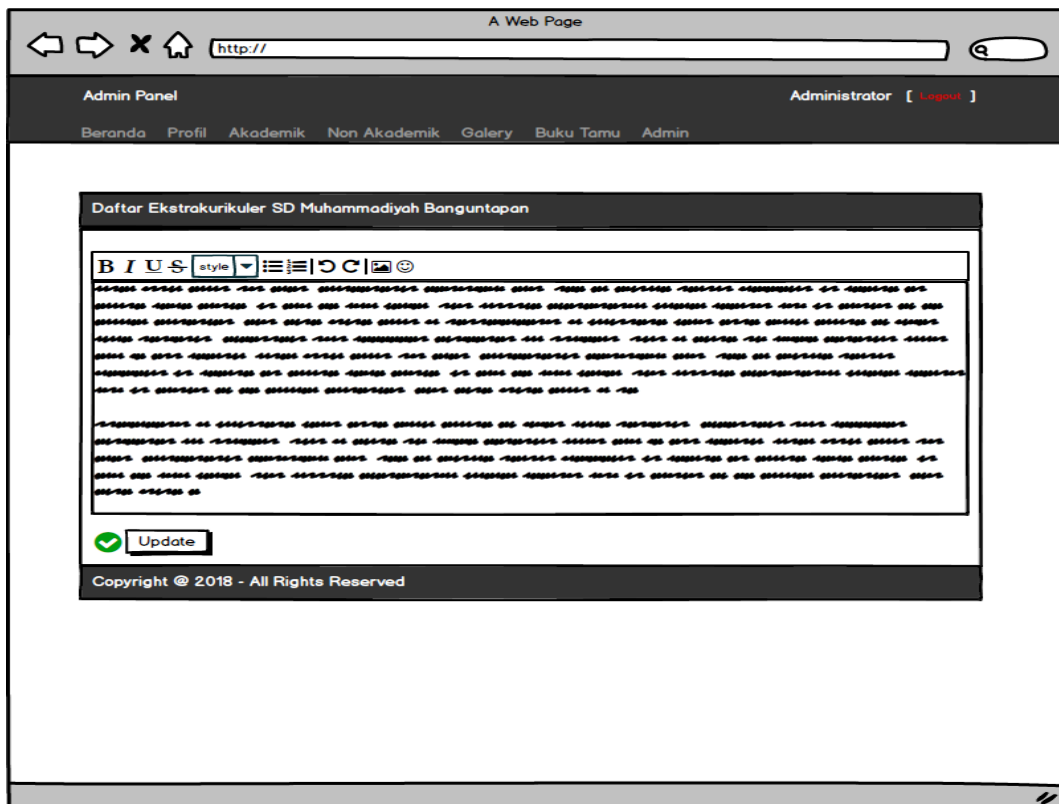 A Web Page
http://
Admin Panel
Administrator [ Logout ]
Beranda Profil Akademik Non Akademik Galery Buku Tamu Admin
Daftar Ekstrakurikuler SD Muhammadiyah Banguntapan
B I U S style
Update
Copyright @ 2018 - All Rights Reserved